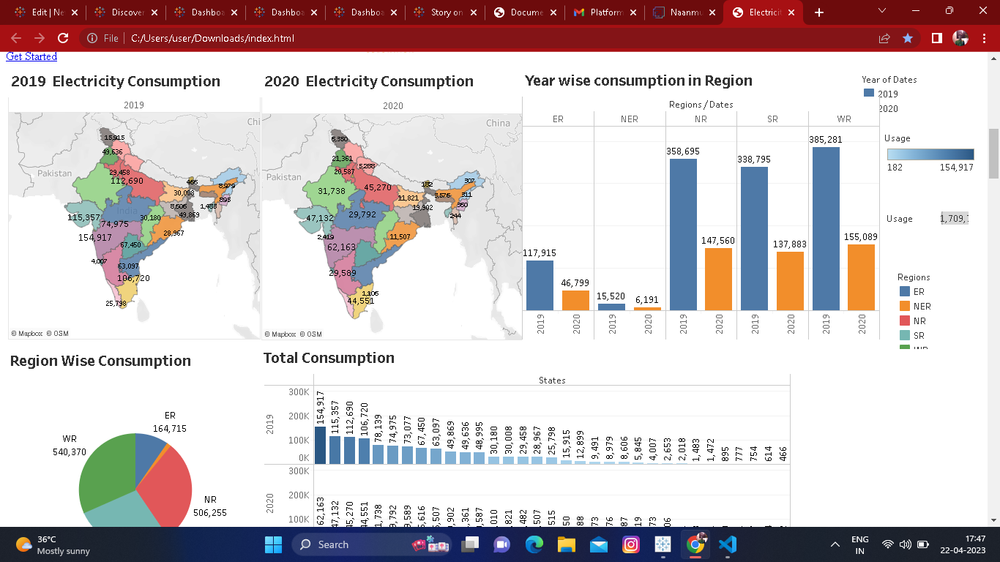 Edit | Ne
Discover
Dashboa
Dashboa
Dashboa
Story on
Docume
Platform
Naanmu
Electricit
File
C:/Users/user/Downloads/index.html
Get Started
2019 Electricity Consumption
2019
15,915
49,636
29,458
112,690
466
8,979
30,008
895
115,357
8,606
1,483
India
30,180
49,869
74,975
154,917
28,967
67,450
4,007
63,097
106,720
25,798
Pakistan
Chi
© Mapbox © OSM
2020 Electricity Consumption
2020
China
6,350
21,361
5,288
20,587
Pakistan
182
307
31,738
45,270
3,576
311
11,821
350
47,132
29,792
19,902
244
2,419
11,507
62,163
29,589
1,106
44,551
© Mapbox © OSM
Year wise consumption in Region
Regions / Dates
ER
NER
NR
SR
WR
117,915
46,799
15,520
6,191
358,695
147,560
338,795
137,883
385,281
155,089
2019
2020
2019
2020
2019
2020
2019
2020
2019
2020
Year of Dates
2019
2020
Usage
182
154,917
Usage
1,709,
Regions
ER
NER
NR
SR
WR
Region Wise Consumption
ER
164,715
WR
540,370
NR
506,255
Total Consumption
States
2019
300K
200K
100K
0K
154,917
115,357
112,690
106,720
78,139
74,975
73,077
67,450
63,097
49,869
49,636
48,995
30,180
30,008
29,458
28,967
25,798
15,915
12,899
9,491
8,979
8,606
5,845
4,007
2,653
2,018
1,483
1,472
895
777
754
614
466
2020
300K
200K
100K
62,163
47,132
45,270
44,551
36°C
Mostly sunny
Search
ENG
IN
17:47
22-04-2023